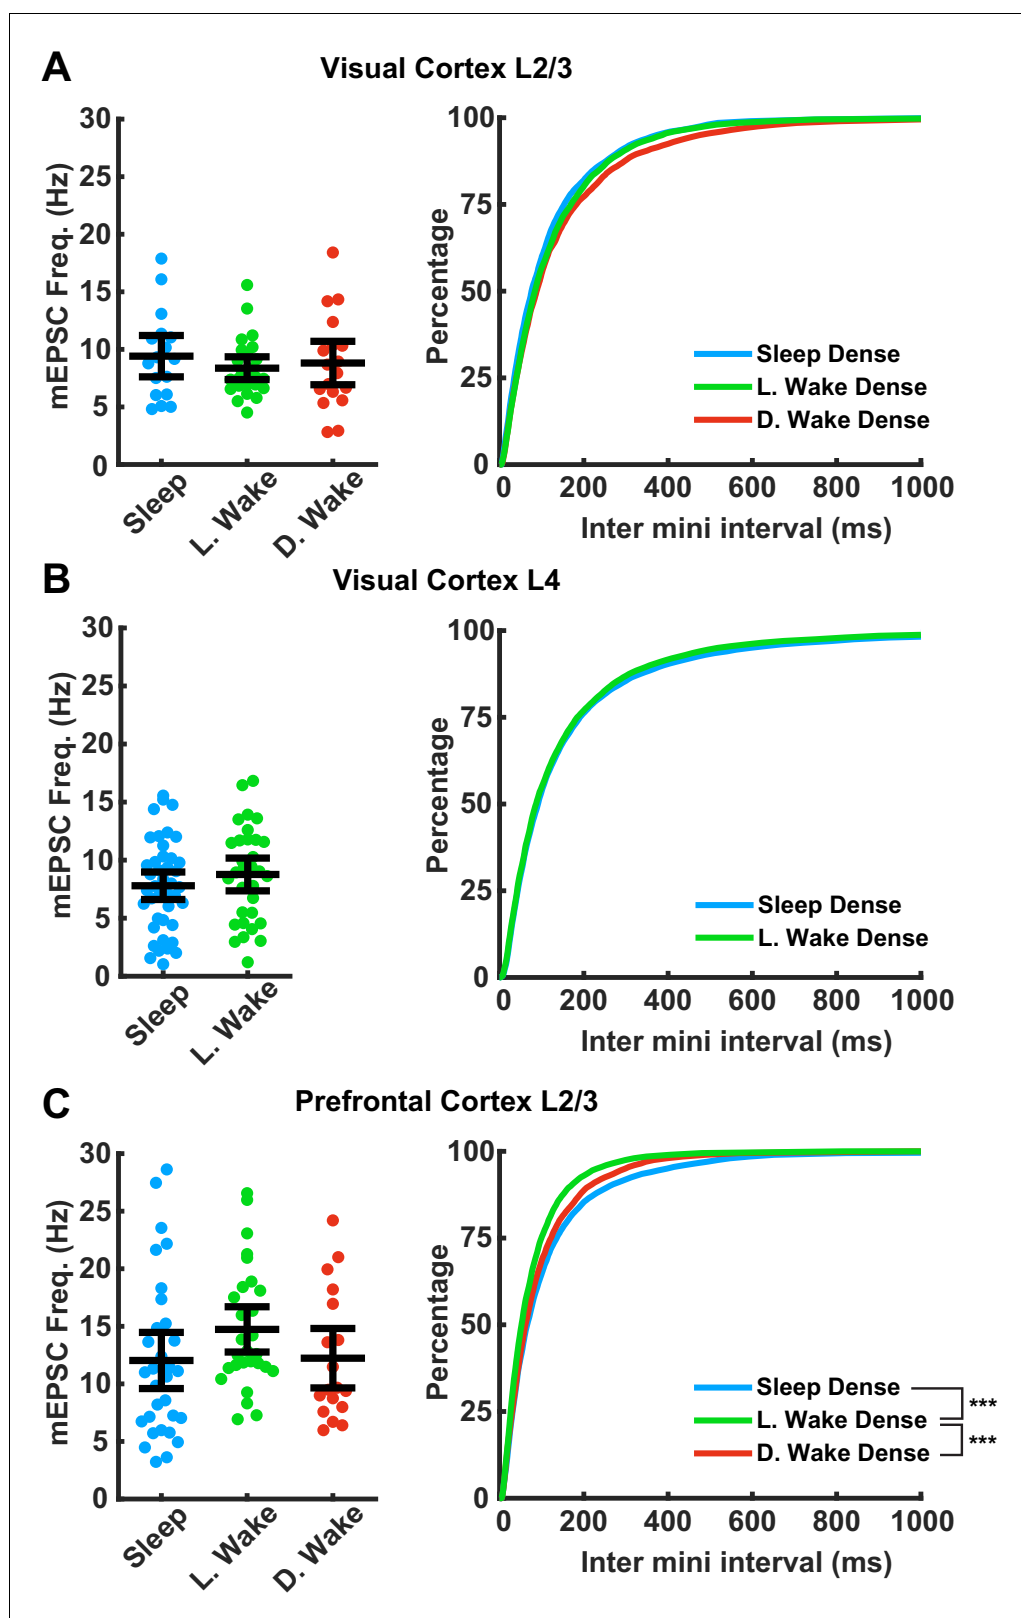 A
Visual Cortex L2/3
mEPSC Freq. (Hz)
30
25
20
15
10
5
0
Sleep
L. Wake
D. Wake
Percentage
100
75
50
25
0
0 200 400 600 800 1000
Inter mini interval (ms)
Sleep Dense
L. Wake Dense
D. Wake Dense
B
Visual Cortex L4
mEPSC Freq. (Hz)
30
25
20
15
10
5
0
Sleep
L. Wake
Percentage
100
75
50
25
0
0 200 400 600 800 1000
Inter mini interval (ms)
Sleep Dense
L. Wake Dense
C
Prefrontal Cortex L2/3
mEPSC Freq. (Hz)
30
25
20
15
10
5
0
Sleep
L. Wake
D. Wake
Percentage
100
75
50
25
0
0 200 400 600 800 1000
Inter mini interval (ms)
Sleep Dense
***
L. Wake Dense
***
D. Wake Dense